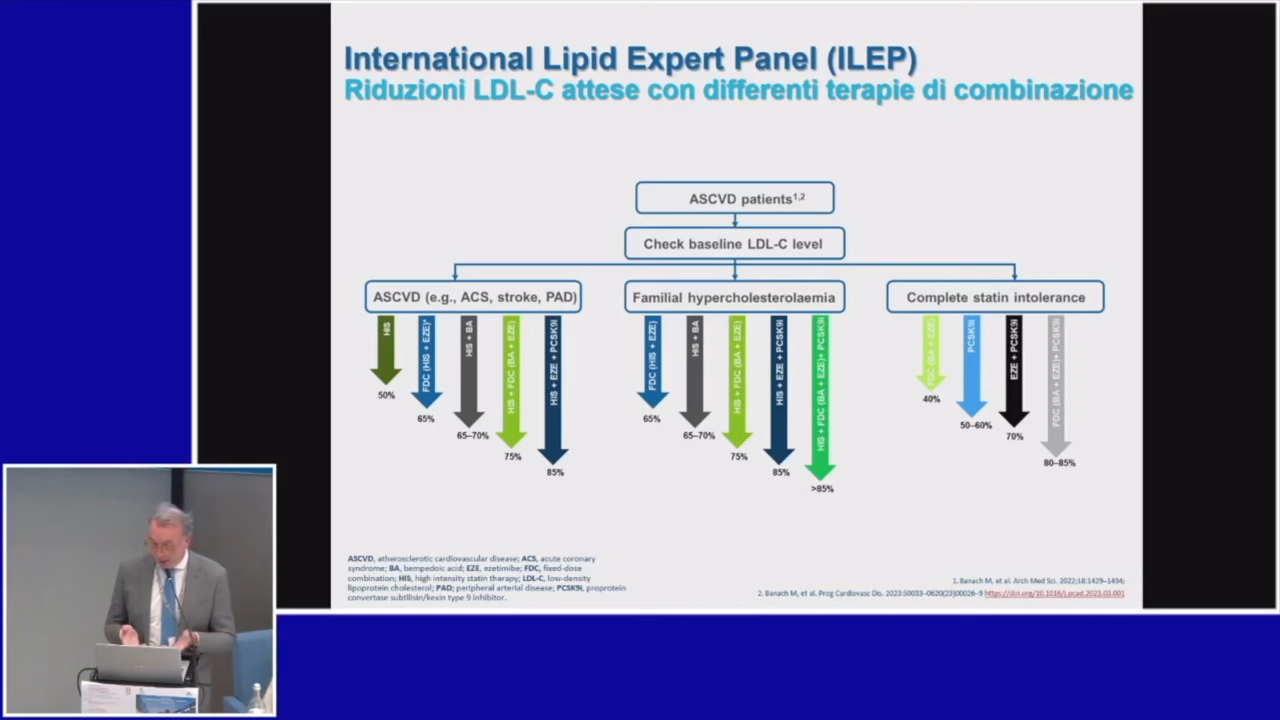 International Lipid Expert Panel (ILEP)
Riduzioni LDL-C attese con differenti terapie di combinazione
ASCVD patients1,2
Check baseline LDL-C level
ASCVD (e.g., ACS, stroke, PAD)
Familial hypercholesterolaemia
Complete statin intolerance
HIS
FDC (HIS + EZE)*
HIS + BA
HIS + FDC (BA + EZE)
HIS + EZE + PCSK9i
50%
65%
65–70%
75%
85%
FDC (HIS + EZE)
HIS + BA
HIS + FDC (BA + EZE)
HIS + EZE + PCSK9i
HIS + FDC (BA + EZE)+ PCSK9i
65%
65–70%
75%
85%
>85%
FDC (BA + EZE)
PCSK9i
EZE + PCSK9i
FDC (BA + EZE)+ PCSK9i
40%
50–60%
70%
80–85%
ASCVD, atherosclerotic cardiovascular disease; ACS, acute coronary
syndrome; BA, bempedoic acid; EZE, ezetimibe; FDC, fixed-dose
combination; HIS, high intensity statin therapy; LDL-C, low-density
lipoprotein cholesterol; PAD; peripheral arterial disease; PCSK9i, proprotein
convertase subtilisin/kexin type 9 inhibitor.
1. Banach M, et al. Arch Med Sci. 2022;18:1429–1434;
2. Banach M, et al. Prog Cardiovasc Dis. 2023:S0033–0620(23)00026–9 https://doi.org/10.1016/j.pcad.2023.03.001